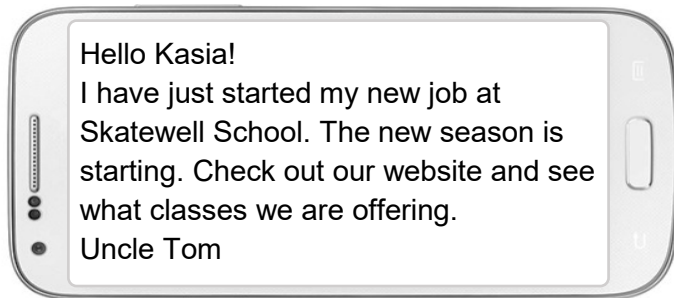 Hello Kasia!
I have just started my new job at
Skatewell School. The new season is
starting. Check out our website and see
what classes we are offering.
Uncle Tom